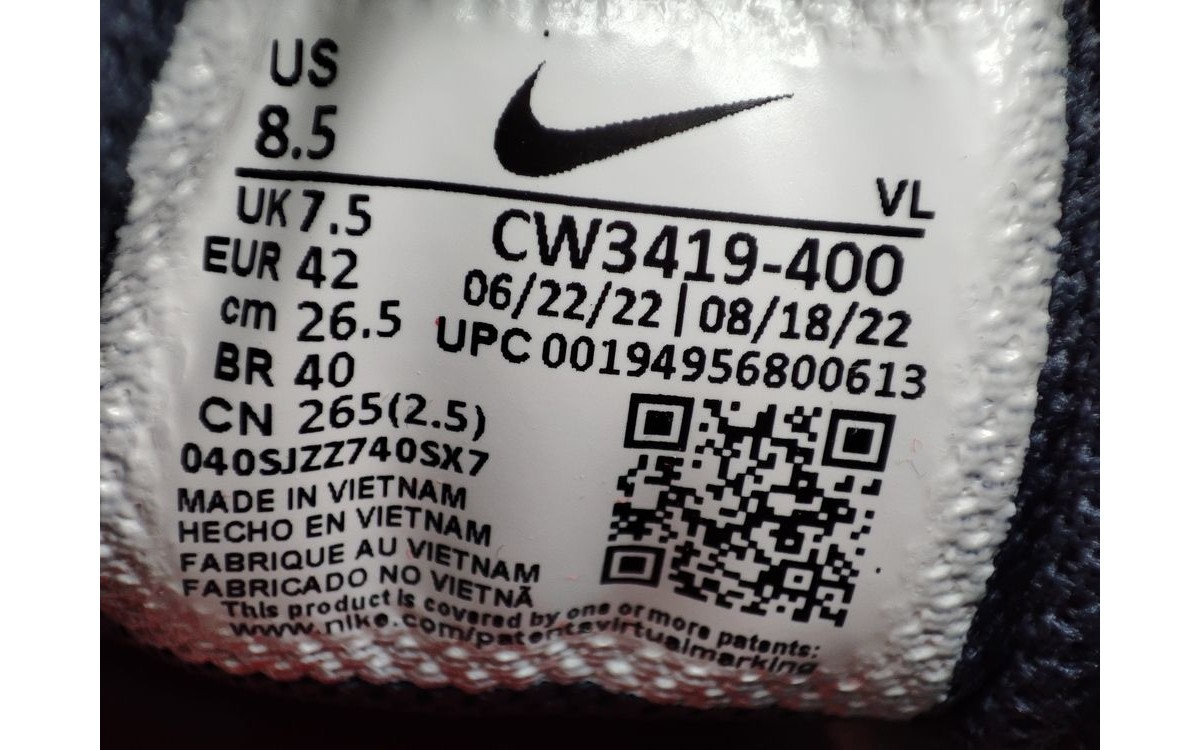 US
8.5
VL
UK 7.5
EUR 42
cm 26.5
BR 40
CN 265(2.5)
CW3419-400
06/22/22 | 08/18/22
UPC 00194956800613
040SJZZ740SX7
MADE IN VIETNAM
HECHO EN VIETNAM
FABRIQUE AU VIETNAM
FABRICADO NO VIETNÃ
This product is covered by one or more patents:
www.nike.com/patentsvirtualmarking